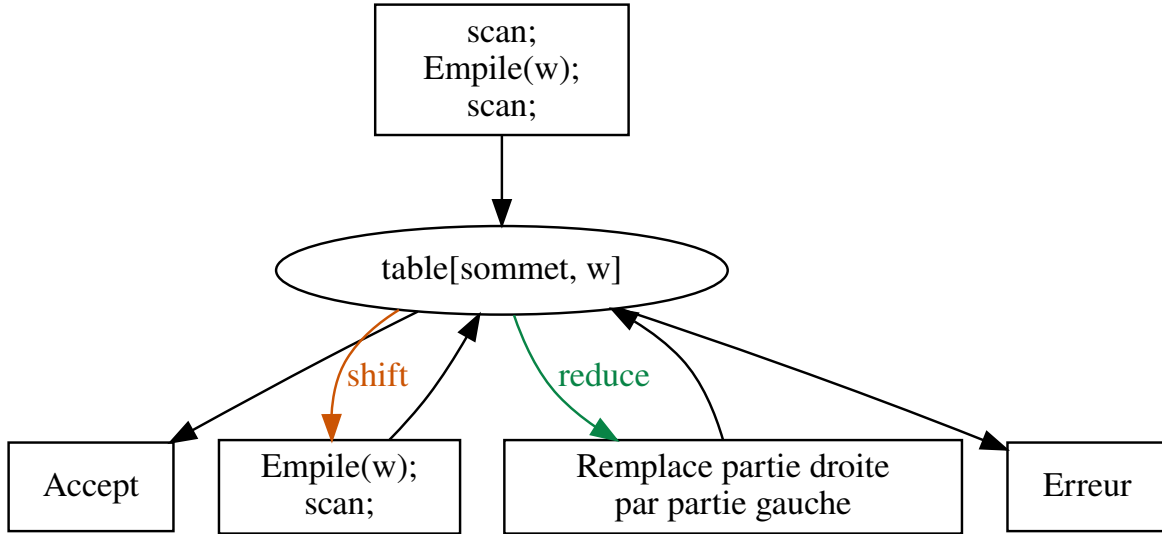 scan;
Empile(w);
scan;
table[sommet, w]
shift
reduce
Accept
Empile(w);
scan;
Remplace partie droite
par partie gauche
Erreur